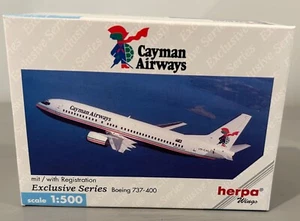 Cayman
Airways
Cayman Airways
mit / with Registration
Exclusive Series Boeing 737-400
scale 1:500
herpa
Wings